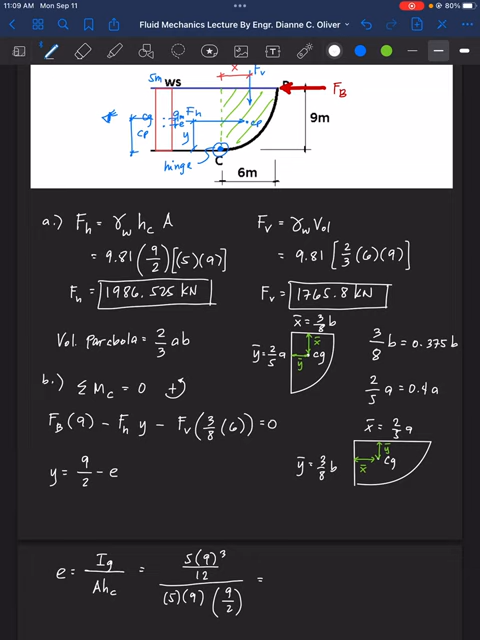 11:09 AM Mon Sep 11
80%
Fluid Mechanics Lecture By Engr. Dianne C. Oliver
5m WS x Fv
FB
cg 9m Fh
cp e cp
y
9m
hinge C
6m
a.) Fh = γw hc A
= 9.81 (9/2) [(5)(9)]
Fh = 1986.525 kN
Fv = γw Vol
= 9.81 [2/3 (6)(9)]
Fv = 1765.8 kN
Vol. parabola = 2/3 ab
x̄ = 3/8 b
ȳ = 2/5 a
x̄
ȳ
cg
3/8 b = 0.375 b
2/5 a = 0.4 a
b.) ΣMc = 0 +
FB (9) - Fh y - Fv (3/8 (6)) = 0
y = 9/2 - e
x̄ = 2/5 a
ȳ = 3/8 b
ȳ
x̄
cg
e = Ig/Ahc = (5(9)³/12)/((5)(9)(9/2)) =